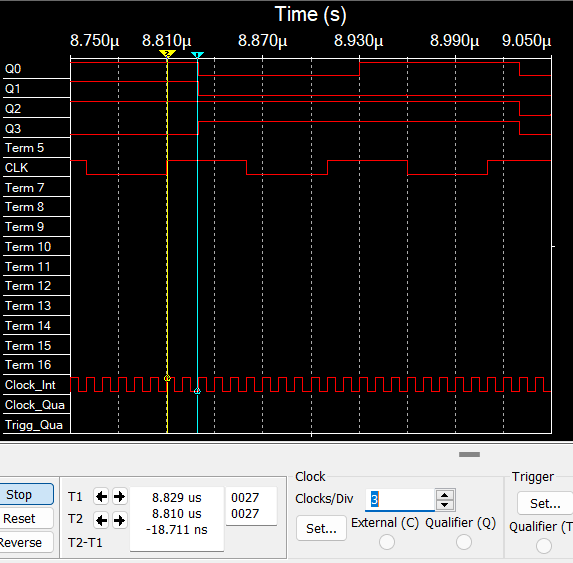 Time (s)
8.750µ 8.810µ 8.870µ 8.930µ 8.990µ 9.050µ
2 1
Q0
Q1
Q2
Q3
Term 5
CLK
Term 7
Term 8
Term 9
Term 10
Term 11
Term 12
Term 13
Term 14
Term 15
Term 16
Clock_Int
Clock_Qua
Trigg_Qua
Stop
Reset
Reverse
T1 8.829 us 0027
T2 8.810 us 0027
T2-T1 -18.711 ns
Clock
Clocks/Div 3
Set... External (C) Qualifier (Q)
Trigger
Set...
Qualifier (T